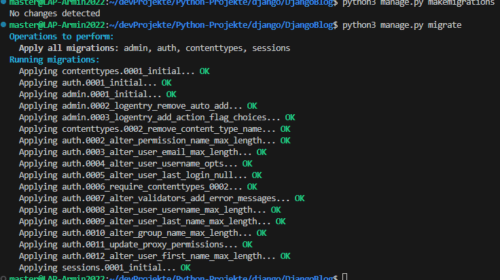 master@LAP-Armin2022:~/devProjekte/Python-Projekte/django/DjangoBlog$ python3 manage.py makemigrations
No changes detected
master@LAP-Armin2022:~/devProjekte/Python-Projekte/django/DjangoBlog$ python3 manage.py migrate
Operations to perform:
  Apply all migrations: admin, auth, contenttypes, sessions
Running migrations:
  Applying contenttypes.0001_initial... OK
  Applying auth.0001_initial... OK
  Applying admin.0001_initial... OK
  Applying admin.0002_logentry_remove_auto_add... OK
  Applying admin.0003_logentry_add_action_flag_choices... OK
  Applying contenttypes.0002_remove_content_type_name... OK
  Applying auth.0002_alter_permission_name_max_length... OK
  Applying auth.0003_alter_user_email_max_length... OK
  Applying auth.0004_alter_user_username_opts... OK
  Applying auth.0005_alter_user_last_login_null... OK
  Applying auth.0006_require_contenttypes_0002... OK
  Applying auth.0007_alter_validators_add_error_messages... OK
  Applying auth.0008_alter_user_username_max_length... OK
  Applying auth.0009_alter_user_last_name_max_length... OK
  Applying auth.0010_alter_group_name_max_length... OK
  Applying auth.0011_update_proxy_permissions... OK
  Applying auth.0012_alter_user_first_name_max_length... OK
  Applying sessions.0001_initial... OK
master@LAP-Armin2022:~/devProjekte/Python-Projekte/django/DjangoBlog$